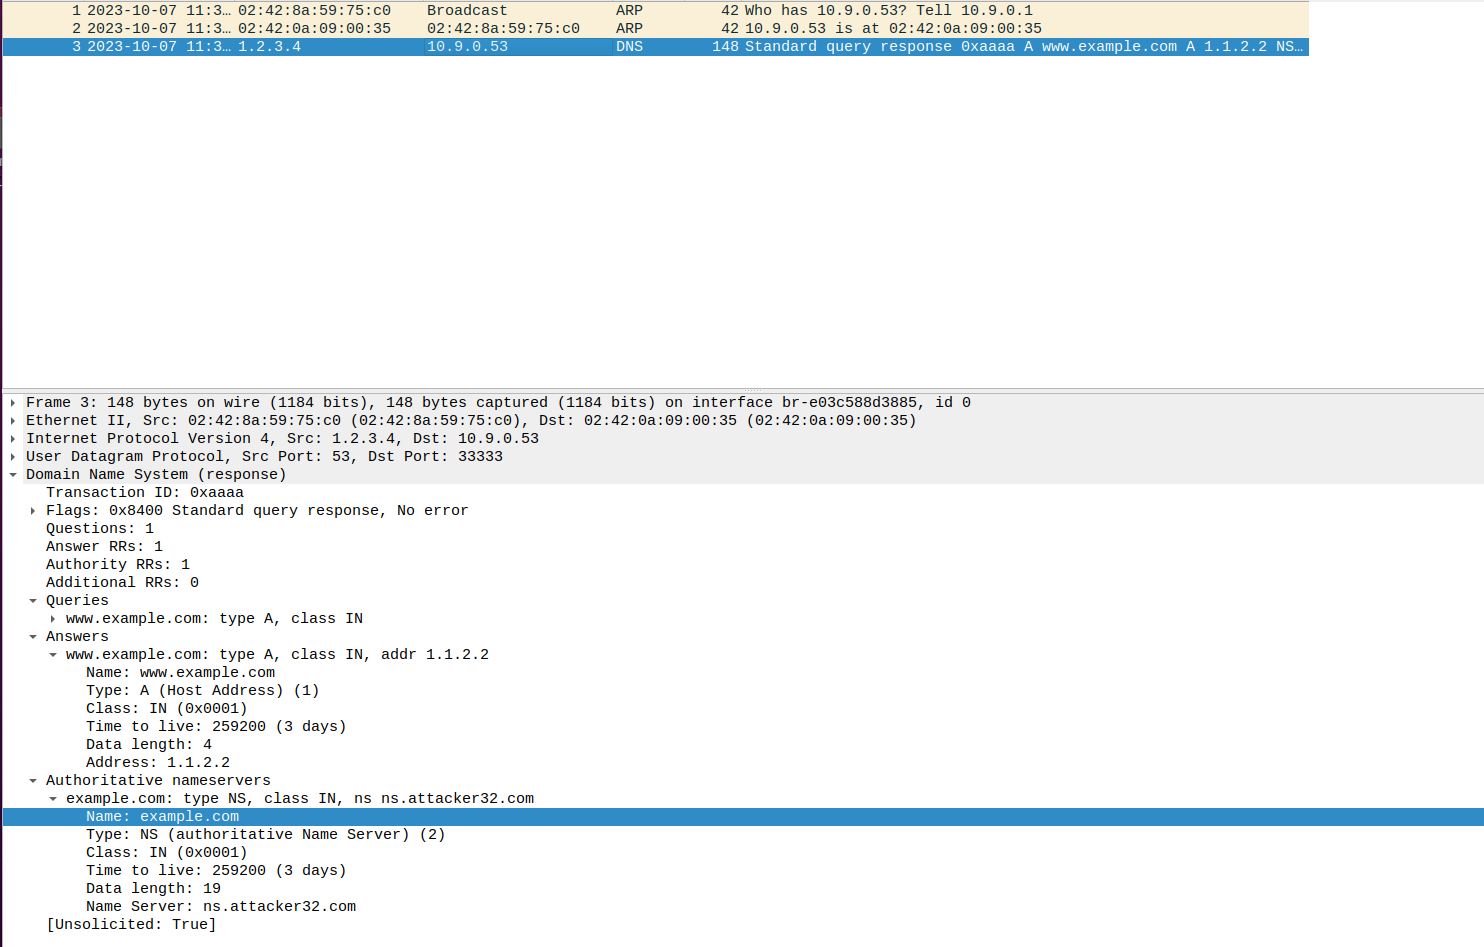 1 2023-10-07 11:3… 02:42:8a:59:75:c0 Broadcast ARP 42 Who has 10.9.0.53? Tell 10.9.0.1
2 2023-10-07 11:3… 02:42:0a:09:00:35 02:42:8a:59:75:c0 ARP 42 10.9.0.53 is at 02:42:0a:09:00:35
3 2023-10-07 11:3… 1.2.3.4 10.9.0.53 DNS 148 Standard query response 0xaaaa A www.example.com A 1.1.2.2 NS…
Frame 3: 148 bytes on wire (1184 bits), 148 bytes captured (1184 bits) on interface br-e03c588d3885, id 0
Ethernet II, Src: 02:42:8a:59:75:c0 (02:42:8a:59:75:c0), Dst: 02:42:0a:09:00:35 (02:42:0a:09:00:35)
Internet Protocol Version 4, Src: 1.2.3.4, Dst: 10.9.0.53
User Datagram Protocol, Src Port: 53, Dst Port: 33333
Domain Name System (response)
Transaction ID: 0xaaaa
Flags: 0x8400 Standard query response, No error
Questions: 1
Answer RRs: 1
Authority RRs: 1
Additional RRs: 0
Queries
www.example.com: type A, class IN
Answers
www.example.com: type A, class IN, addr 1.1.2.2
Name: www.example.com
Type: A (Host Address) (1)
Class: IN (0x0001)
Time to live: 259200 (3 days)
Data length: 4
Address: 1.1.2.2
Authoritative nameservers
example.com: type NS, class IN, ns ns.attacker32.com
Name: example.com
Type: NS (authoritative Name Server) (2)
Class: IN (0x0001)
Time to live: 259200 (3 days)
Data length: 19
Name Server: ns.attacker32.com
[Unsolicited: True]